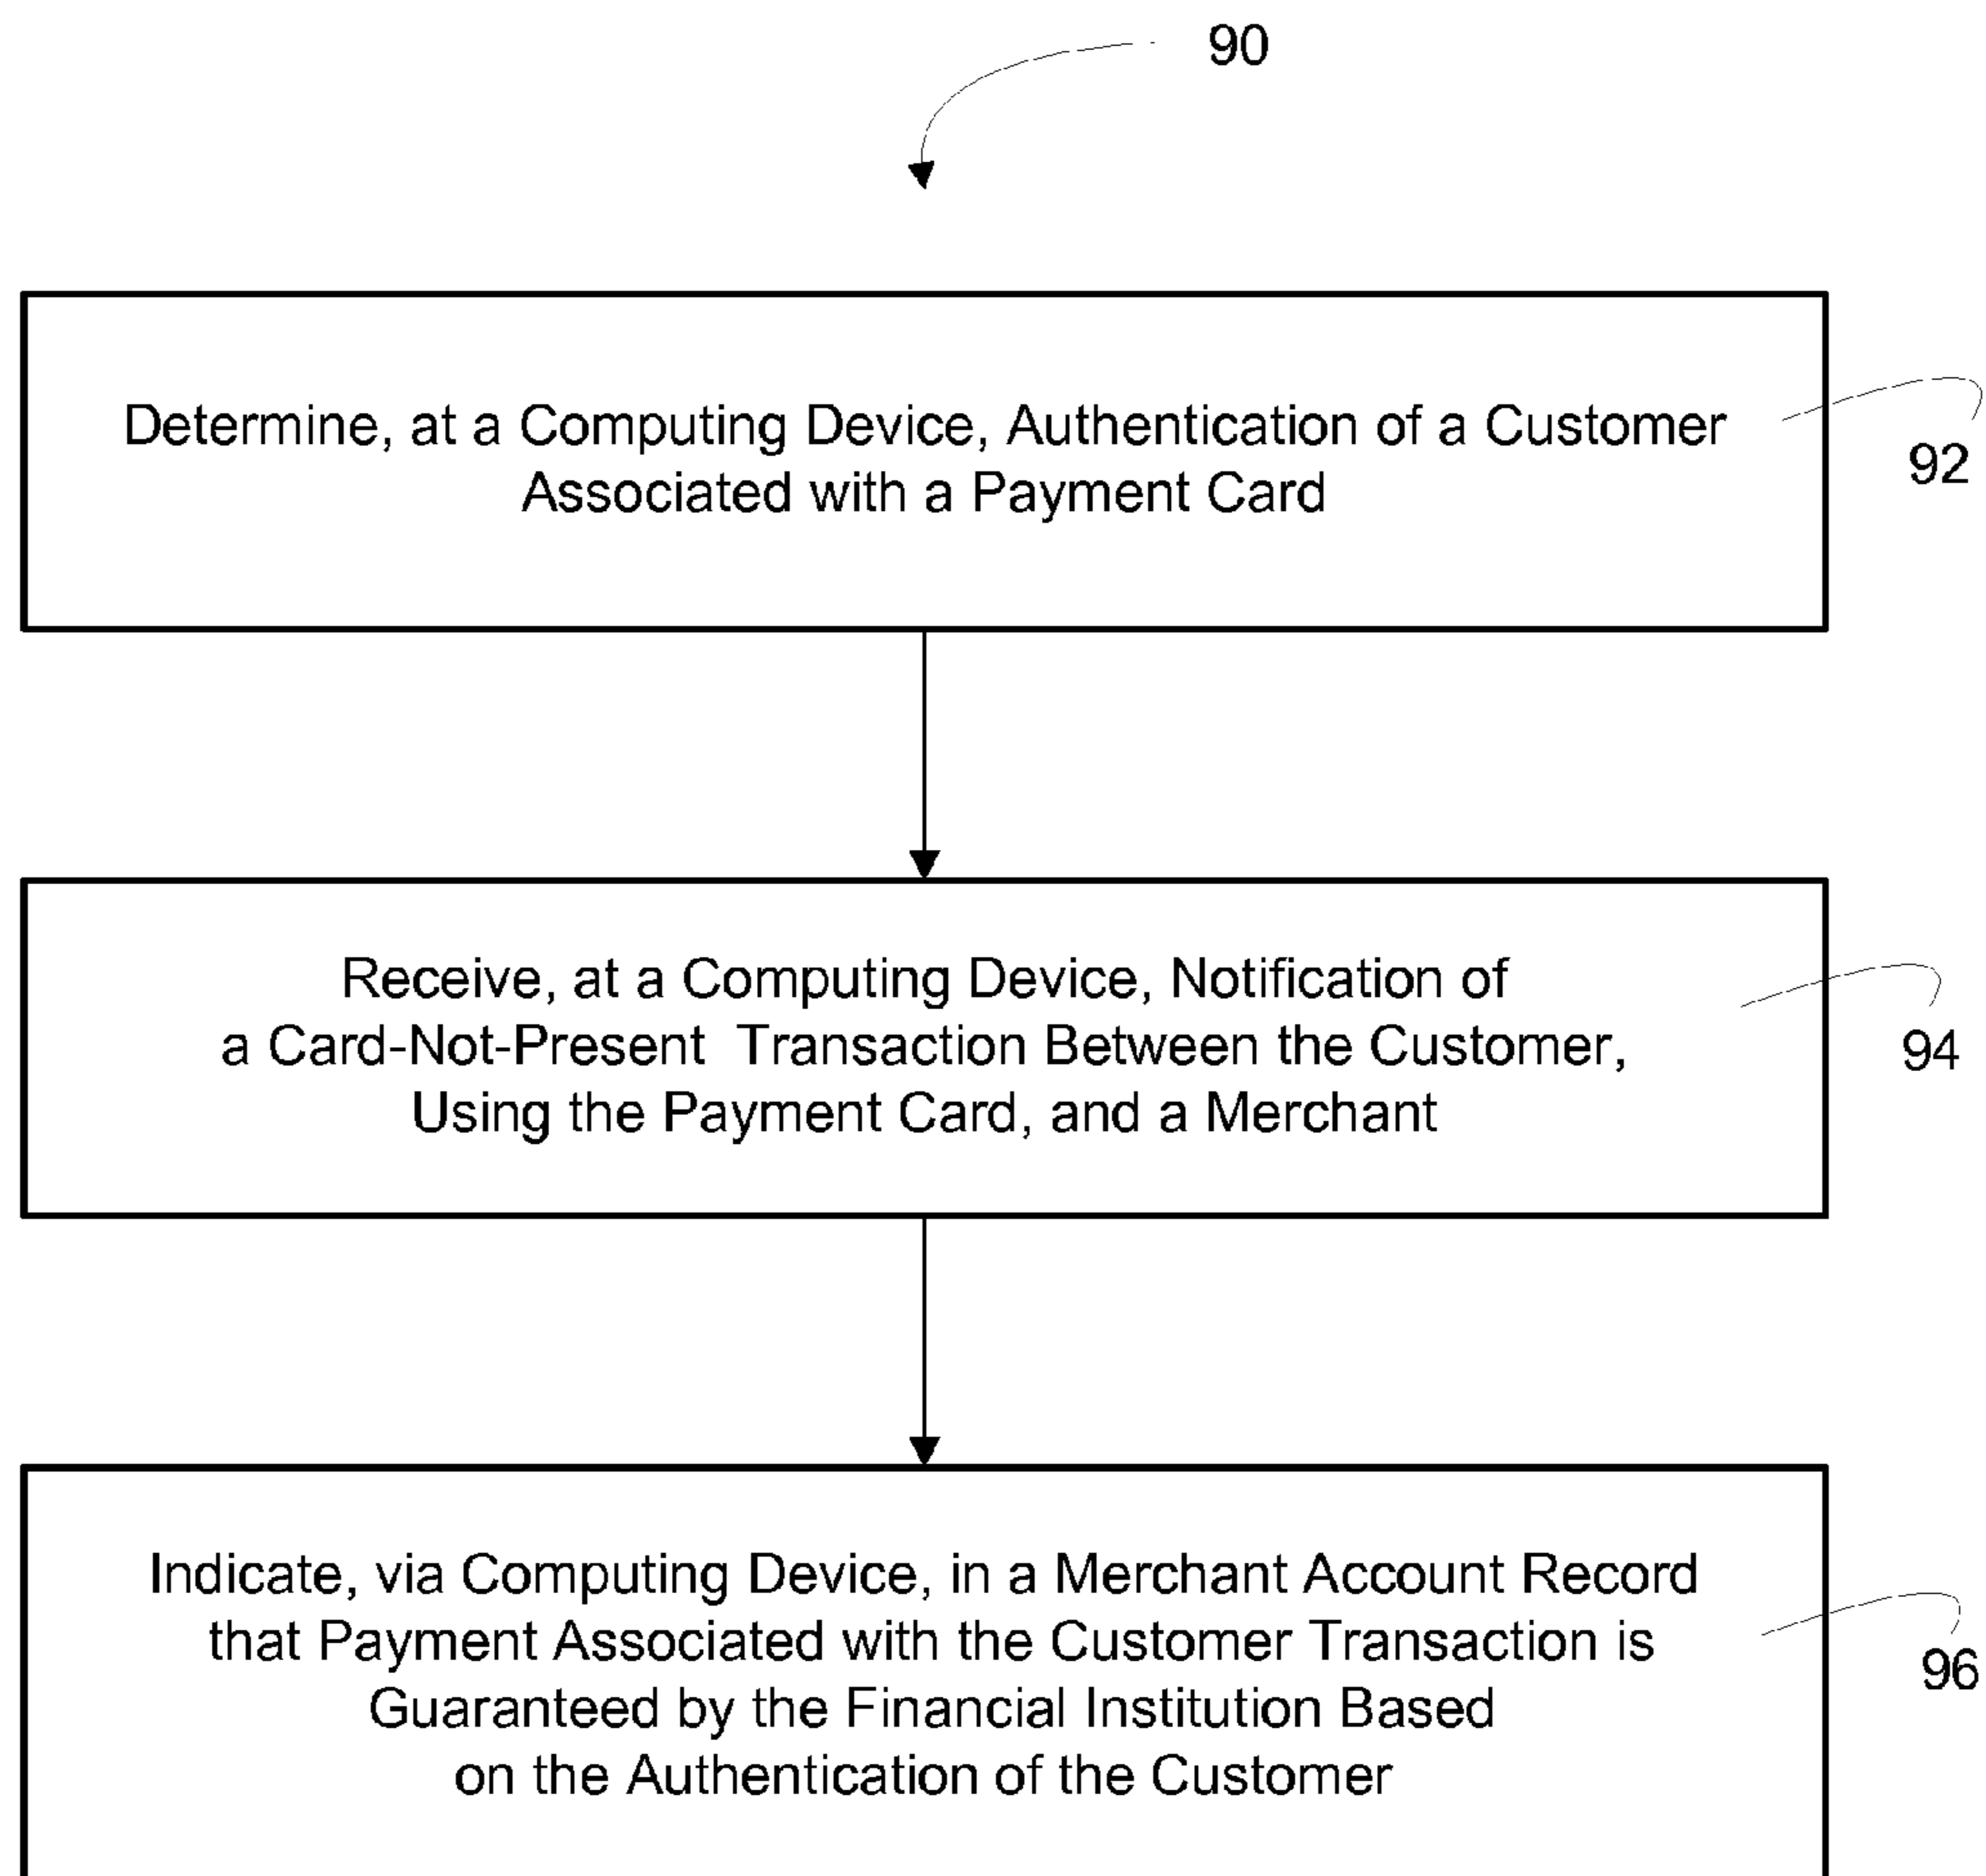 90
Determine, at a Computing Device, Authentication of a Customer
Associated with a Payment Card
92
Receive, at a Computing Device, Notification of
a Card-Not-Present Transaction Between the Customer,
Using the Payment Card, and a Merchant
94
Indicate, via Computing Device, in a Merchant Account Record
that Payment Associated with the Customer Transaction is
Guaranteed by the Financial Institution Based
on the Authentication of the Customer
96